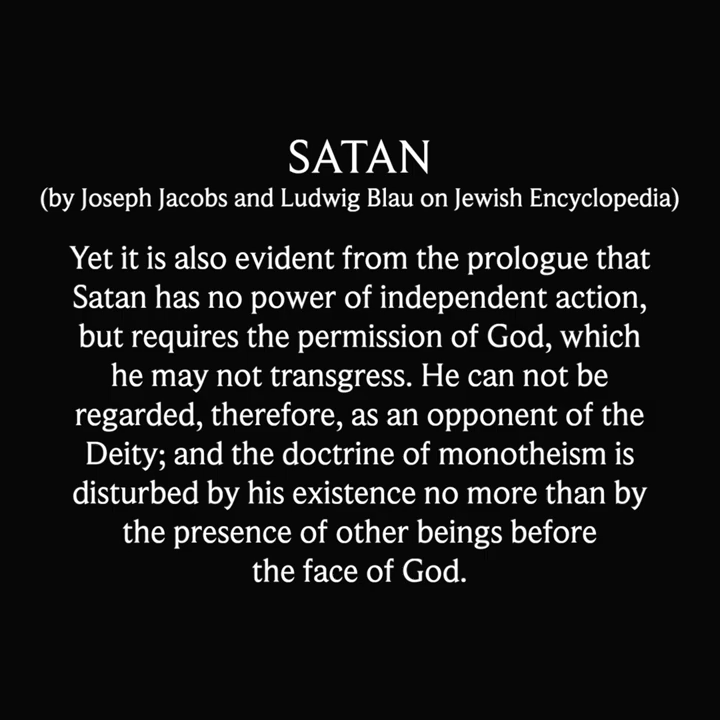 SATAN
(by Joseph Jacobs and Ludwig Blau on Jewish Encyclopedia)
Yet it is also evident from the prologue that
Satan has no power of independent action,
but requires the permission of God, which
he may not transgress. He can not be
regarded, therefore, as an opponent of the
Deity; and the doctrine of monotheism is
disturbed by his existence no more than by
the presence of other beings before
the face of God.